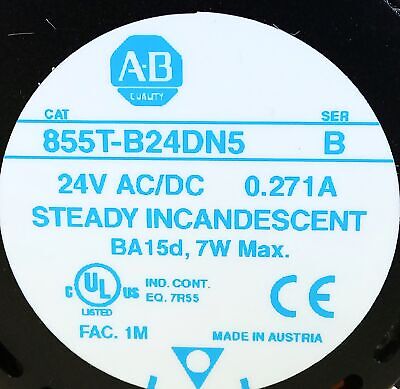 A-B
QUALITY
CAT SER
855T-B24DN5 B
24V AC/DC 0.271A
STEADY INCANDESCENT
BA15d, 7W Max.
C UL US
LISTED
IND. CONT.
EQ. 7R55
CE
FAC. 1M MADE IN AUSTRIA